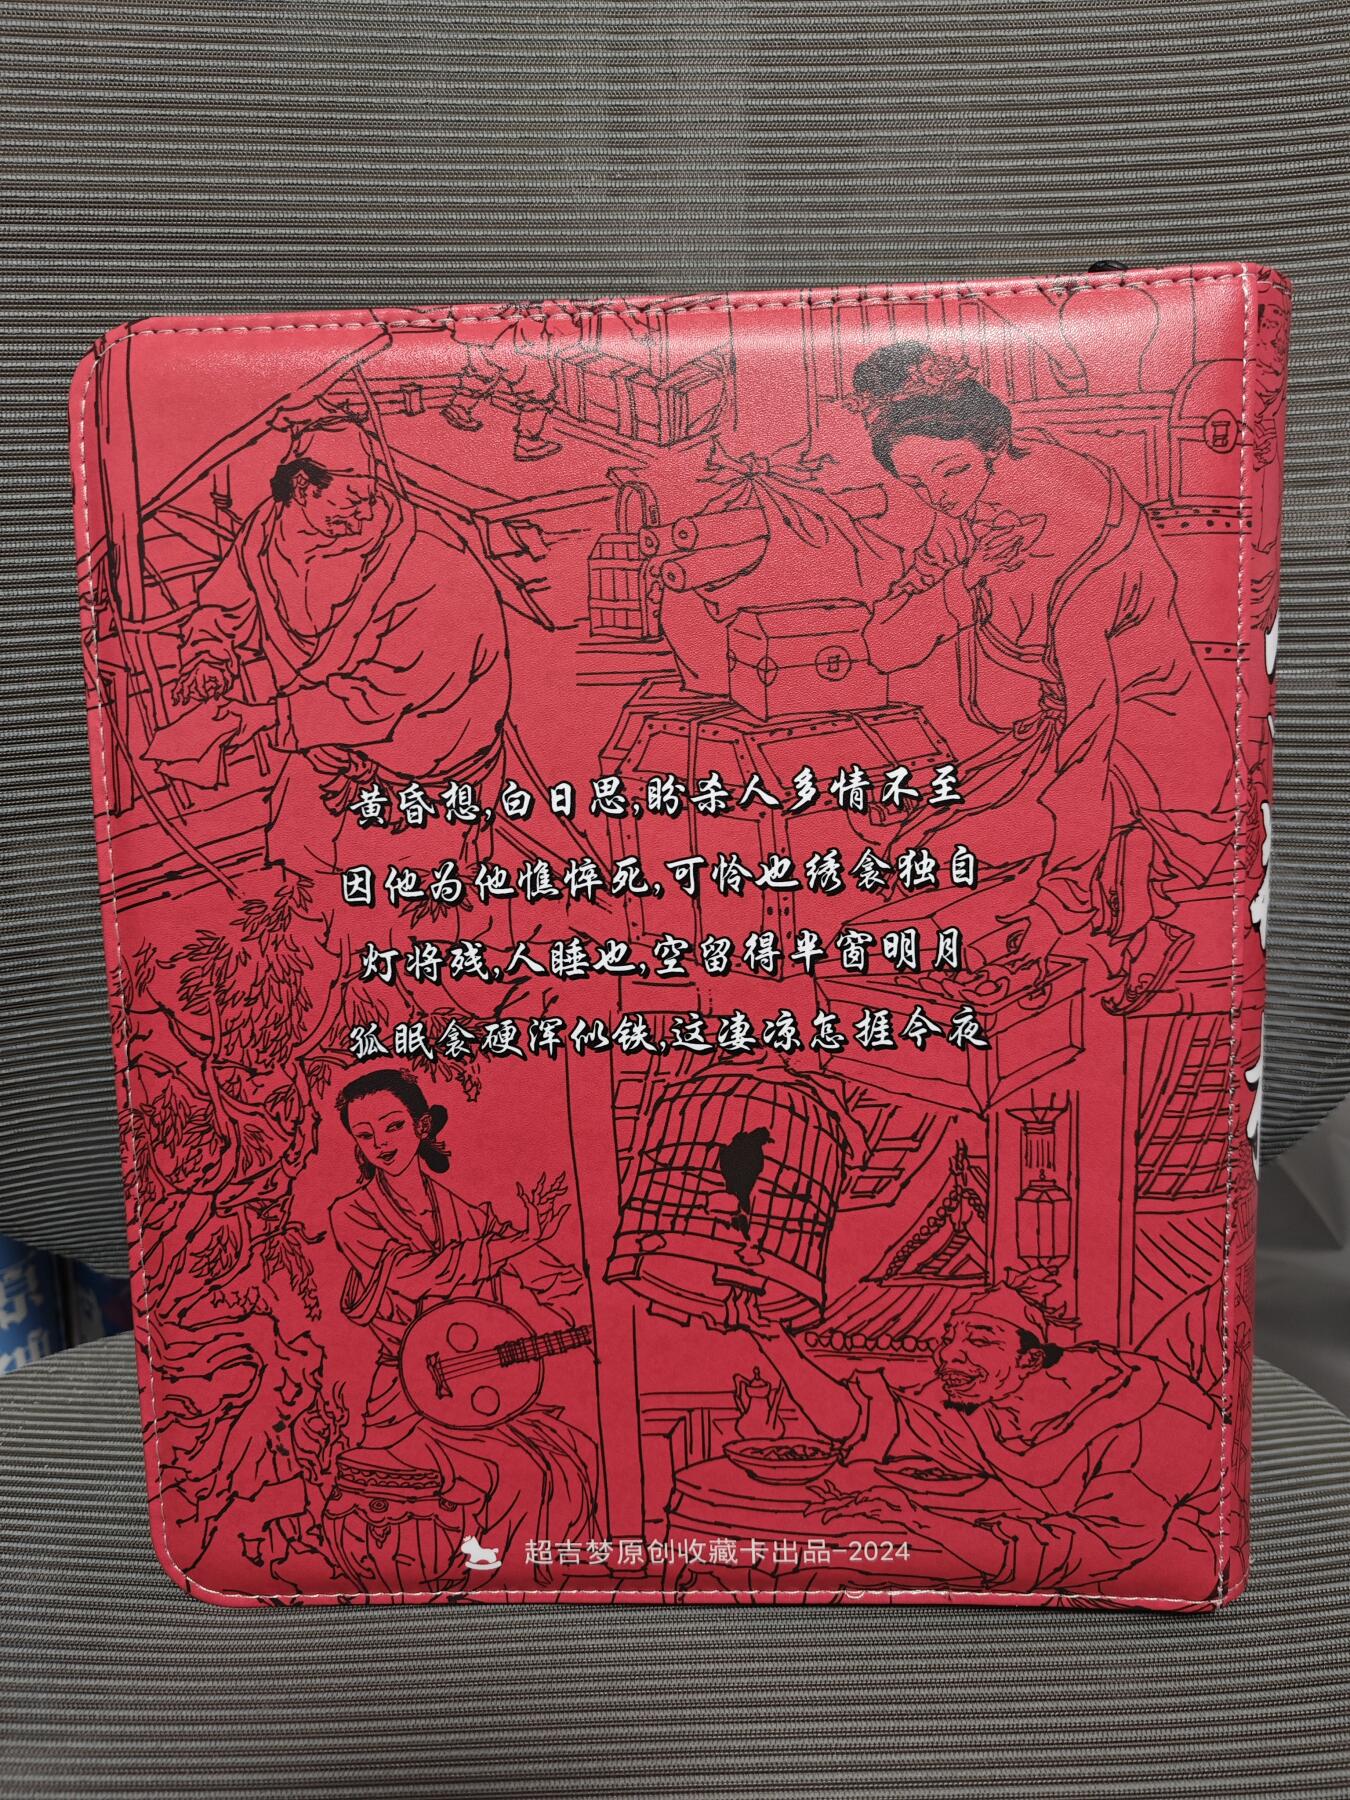 黄昏想,白日思,盼杀人多情不至
因他为他憔悴死,可怜也绣衾独自
灯将残,人睡也,空留得半窗明月
孤眠衾硬浑似铁,这凄凉怎捱今夜
超吉梦原创收藏卡出品-2024